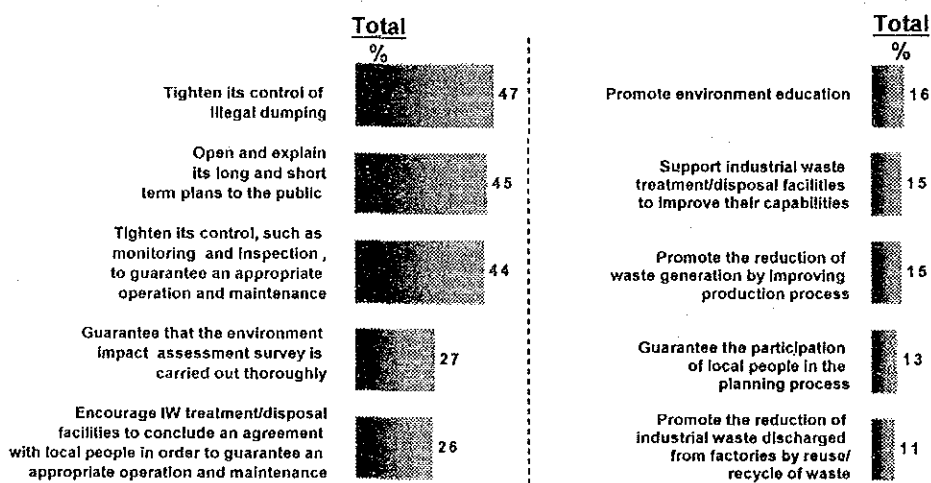 Total
%
Tighten its control of
illegal dumping
47
Open and explain
its long and short
term plans to the public
45
Tighten its control, such as
monitoring and inspection ,
to guarantee an appropriate
operation and maintenance
44
Guarantee that the environment
impact assessment survey is
carried out thoroughly
27
Encourage IW treatment/disposal
facilities to conclude an agreement
with local people in order to guarantee an
appropriate operation and maintenance
26
Total
%
Promote environment education
16
Support industrial waste
treatment/disposal facilities
to improve their capabilities
15
Promote the reduction of
waste generation by improving
production process
15
Guarantee the participation
of local people in the
planning process
13
Promote the reduction of
industrial waste discharged
from factories by reuse/
recycle of waste
11